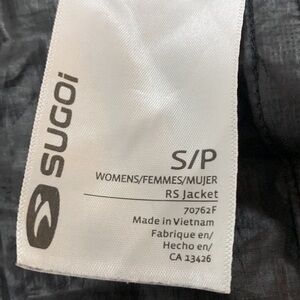 SUGOi
S/P
WOMENS/FEMMES/MUJER
RS Jacket
70762F
Made in Vietnam
Fabrique en/
Hecho en/
CA 13426